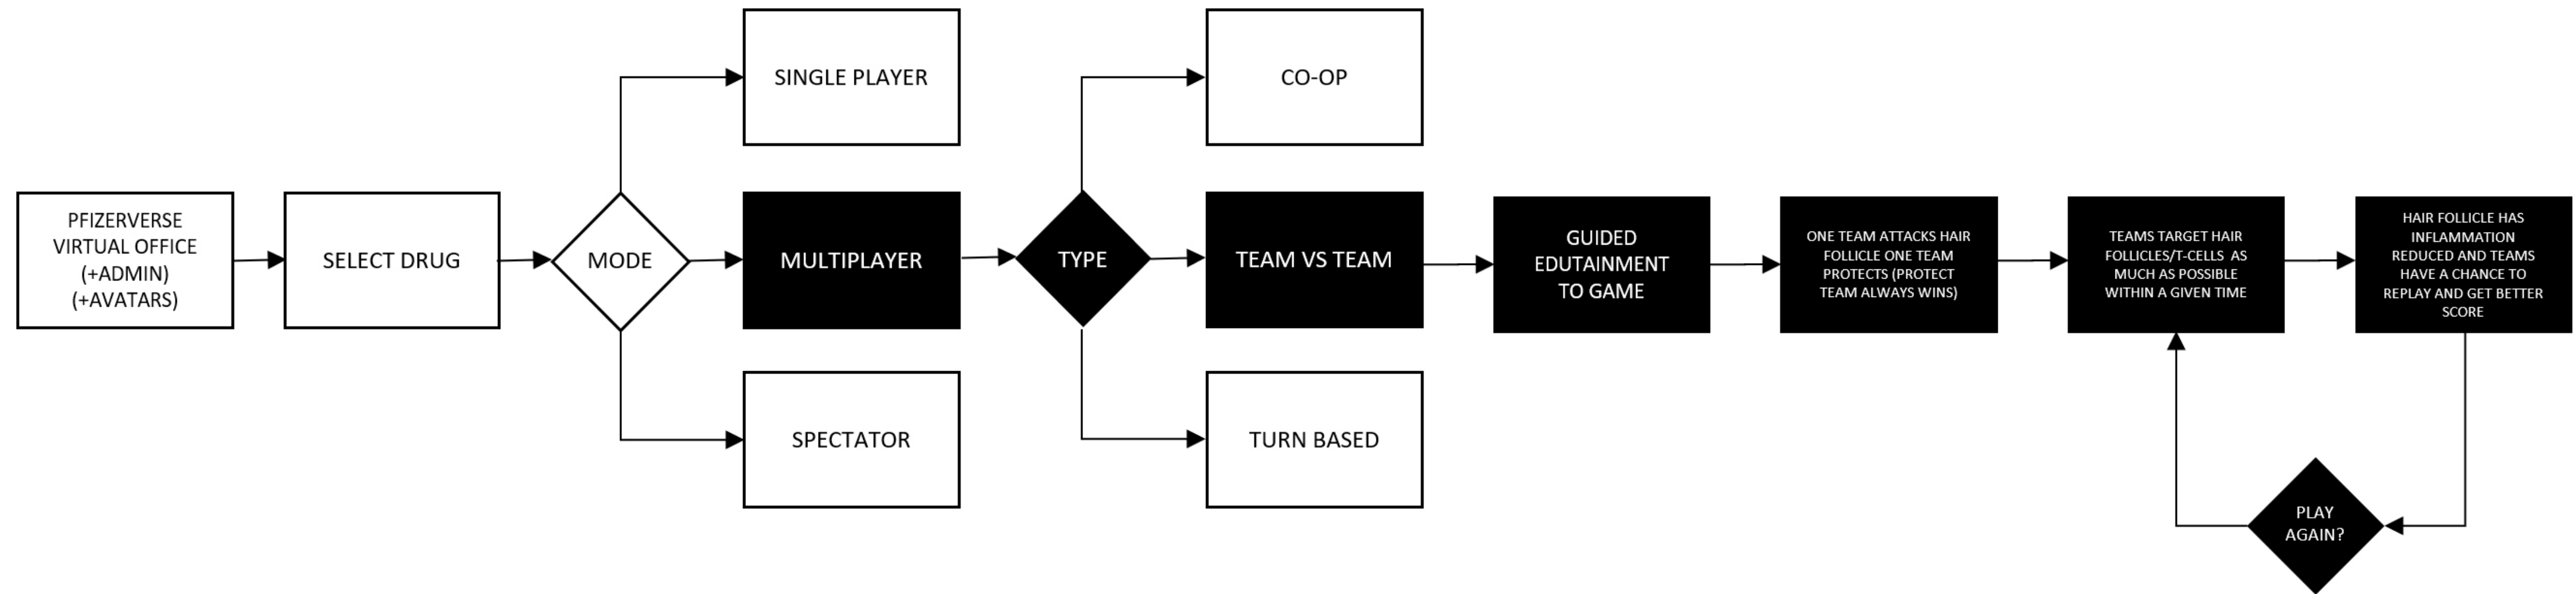 PFIZERVERSE
VIRTUAL OFFICE
(+ADMIN)
(+AVATARS)
SELECT DRUG
MODE
SINGLE PLAYER
MULTIPLAYER
SPECTATOR
TYPE
CO-OP
TEAM VS TEAM
TURN BASED
GUIDED
EDUTAINMENT
TO GAME
ONE TEAM ATTACKS HAIR
FOLLICLE ONE TEAM
PROTECTS (PROTECT
TEAM ALWAYS WINS)
TEAMS TARGET HAIR
FOLLICLES/T-CELLS AS
MUCH AS POSSIBLE
WITHIN A GIVEN TIME
HAIR FOLLICLE HAS
INFLAMMATION
REDUCED AND TEAMS
HAVE A CHANCE TO
REPLAY AND GET BETTER
SCORE
PLAY
AGAIN?